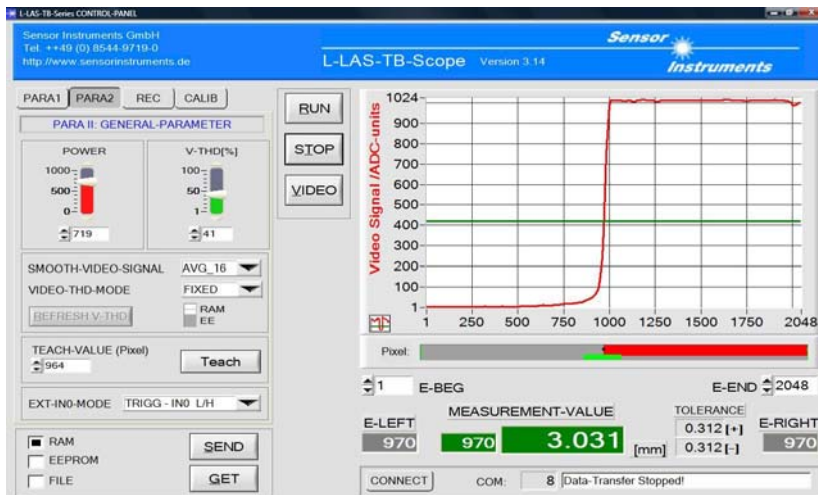 L-LAS-TB-Series CONTROL-PANEL
Sensor Instruments GmbH
Tel. ++49 (0) 8544-9719-0
http://www.sensorinstruments.de
L-LAS-TB-Scope Version 3.14
Sensor
Instruments
PARA1 PARA2 REC CALIB
PARA II: GENERAL-PARAMETER
POWER
1000
500
0
719
V-THD[%]
100
50
1
41
SMOOTH-VIDEO-SIGNAL AVG_16
VIDEO-THD-MODE FIXED
REFRESH V-THD
RAM
EE
TEACH-VALUE (Pixel)
964
Teach
EXT-IN0-MODE TRIGG - IN0 L/H
RAM
EEPROM
FILE
SEND
GET
RUN
STOP
VIDEO
Video Signal /ADC-units
1024
900
800
700
600
500
400
300
200
100
1
1 250 500 750 1000 1250 1500 1750 2048
Pixel:
1 E-BEG
E-END 2048
E-LEFT
970
MEASUREMENT-VALUE
970 3.031 [mm]
TOLERANCE
0.312 [+]
0.312 [-]
E-RIGHT
970
CONNECT COM: 8 Data-Transfer Stopped!